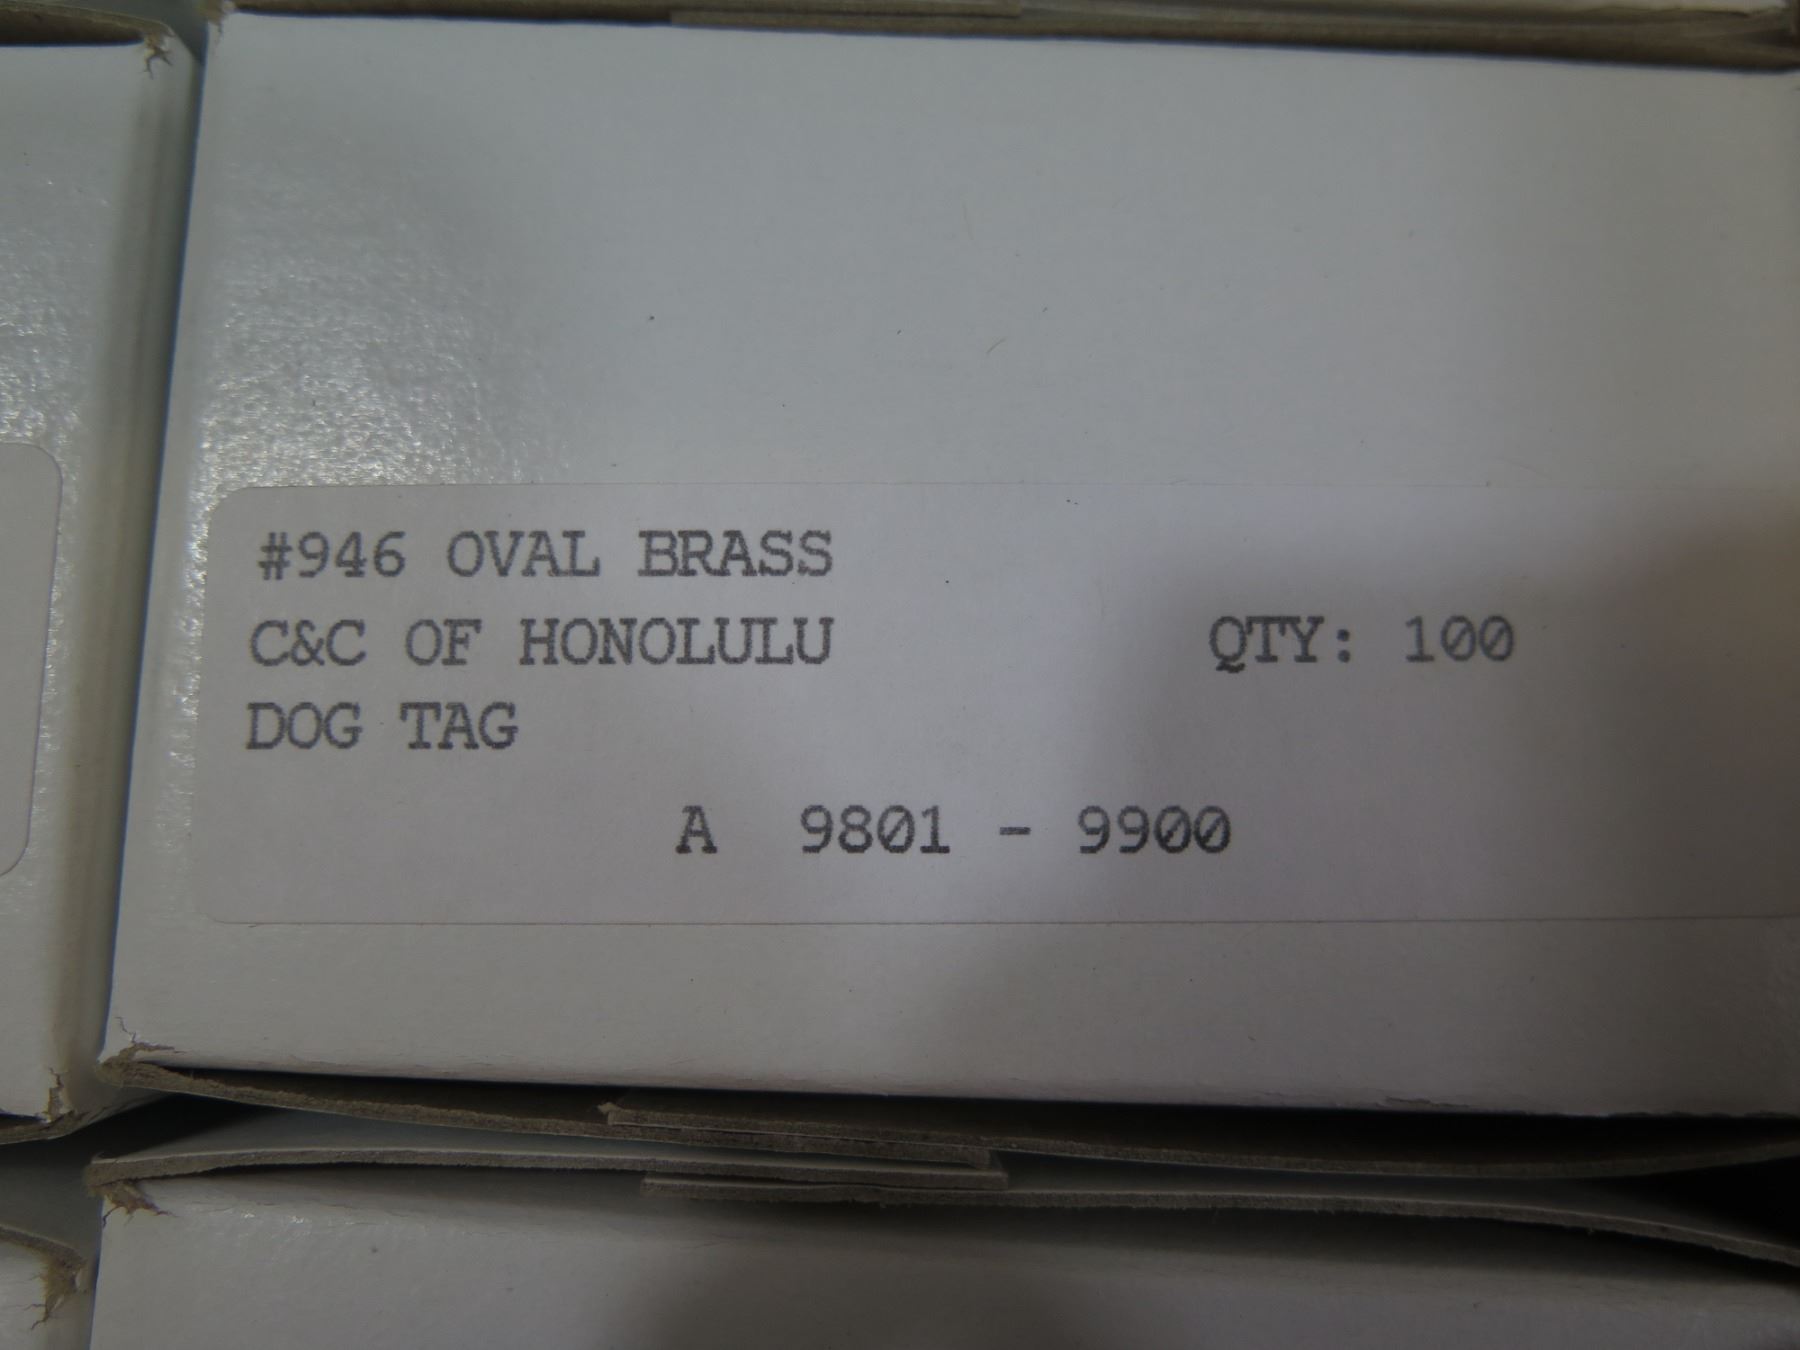 #946 OVAL BRASS
C&C OF HONOLULU QTY: 100
DOG TAG
A 9801 - 9900